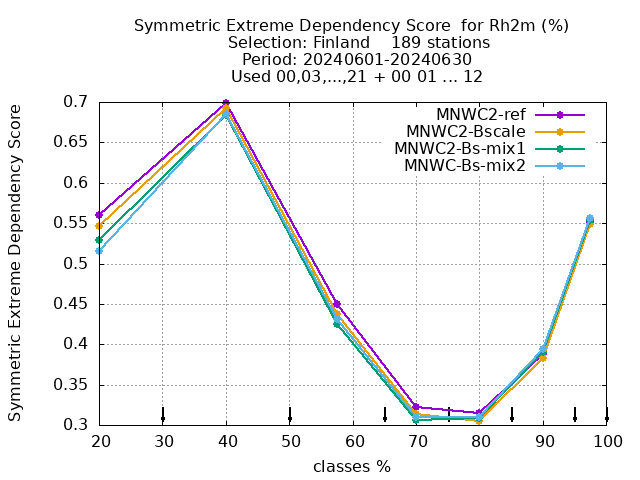 Symmetric Extreme Dependency Score for Rh2m (%)
Selection: Finland 189 stations
Period: 20240601-20240630
Used 00,03,...,21 + 00 01 ... 12
Symmetric Extreme Dependency Score
0.7
0.65
0.6
0.55
0.5
0.45
0.4
0.35
0.3
MNWC2-ref
MNWC2-Bscale
MNWC2-Bs-mix1
MNWC-Bs-mix2
20 30 40 50 60 70 80 90 100
classes %